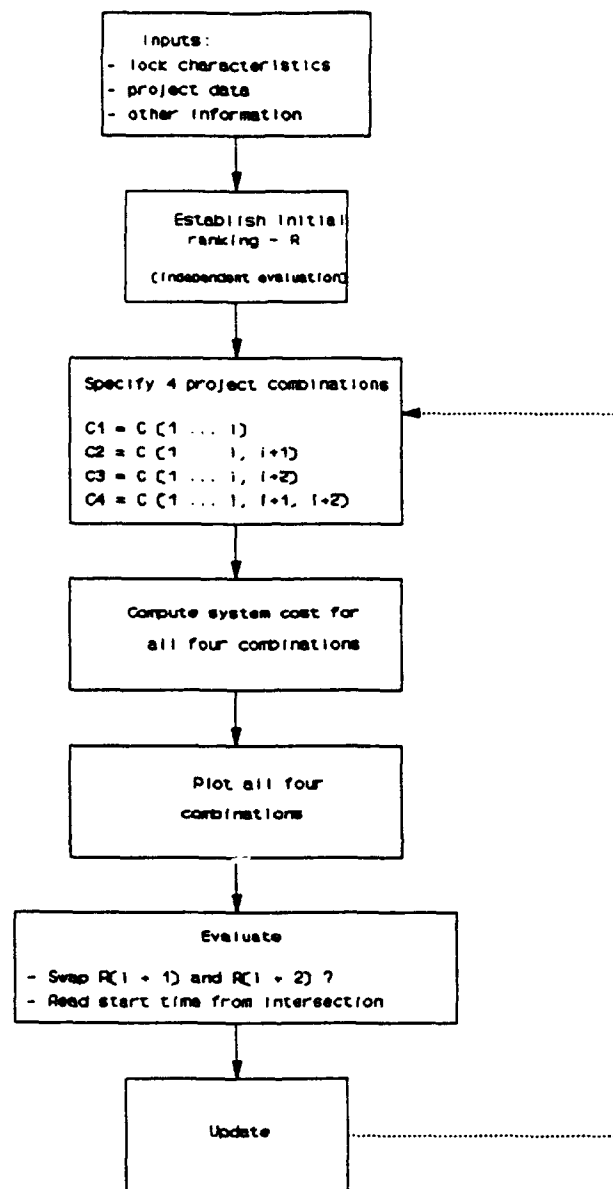 Inputs:
- lock characteristics
- project data
- other information
Establish initial
ranking - R
(independent evaluation)
Specify 4 project combinations
C1 = C (1 ... i)
C2 = C (1 i, i+1)
C3 = C (1 ... i, i+2)
C4 = C (1 ... i, i+1, i+2)
Compute system cost for
all four combinations
Plot all four
combinations
Evaluate
- Swap R(i + 1) and R(i + 2) ?
- Read start time from intersection
Update